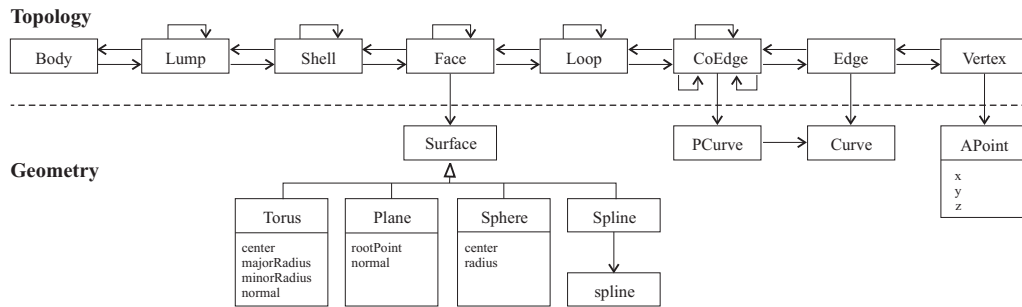 Topology
Body Lump Shell Face Loop CoEdge Edge Vertex
Surface PCurve Curve APoint
Geometry
x
y
z
Torus Plane Sphere Spline
center
majorRadius
minorRadius
normal
rootPoint
normal
center
radius
spline